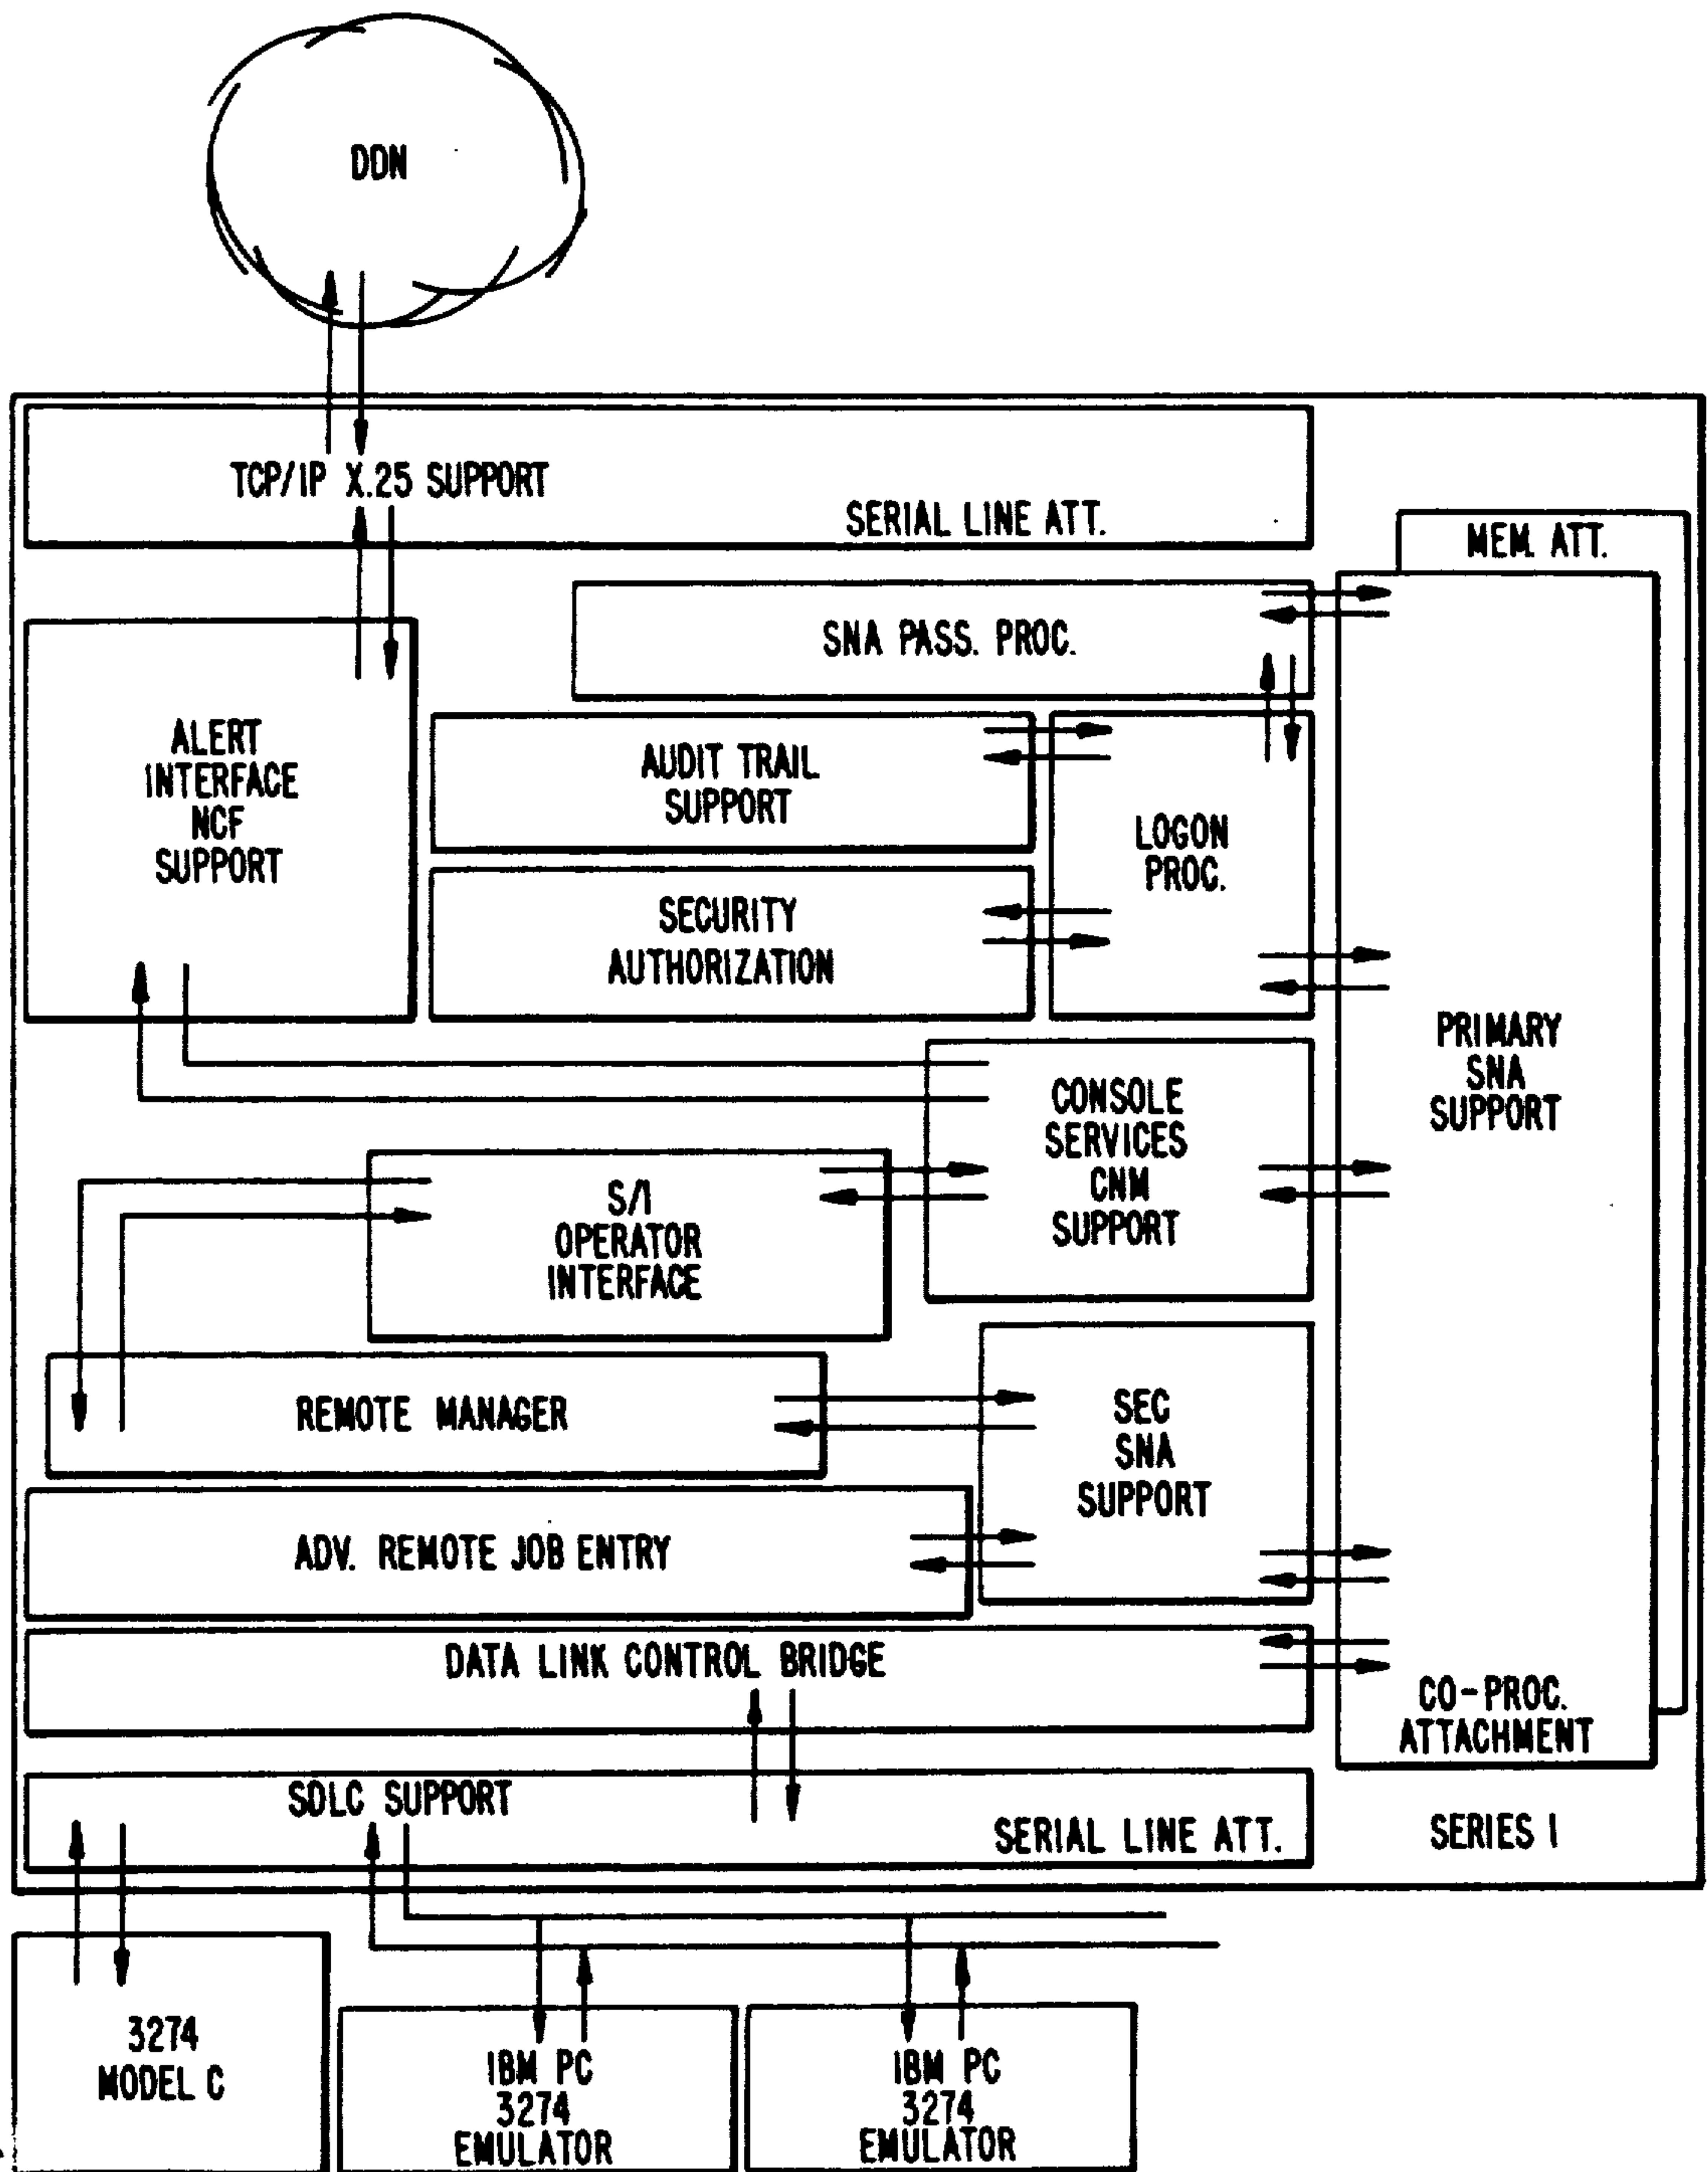 DDN
TCP/IP X.25 SUPPORT
SERIAL LINE ATT.
MEM. ATT.
SNA PASS. PROC.
ALERT
INTERFACE
NCF
SUPPORT
AUDIT TRAIL
SUPPORT
LOGON
PROC.
SECURITY
AUTHORIZATION
PRIMARY
SNA
SUPPORT
CONSOLE
SERVICES
CNM
SUPPORT
S/1
OPERATOR
INTERFACE
REMOTE MANAGER
SEC
SNA
SUPPORT
ADV. REMOTE JOB ENTRY
DATA LINK CONTROL BRIDGE
CO-PROC.
ATTACHMENT
SDLC SUPPORT
SERIAL LINE ATT.
SERIES 1
3274
MODEL C
IBM PC
3274
EMULATOR
IBM PC
3274
EMULATOR